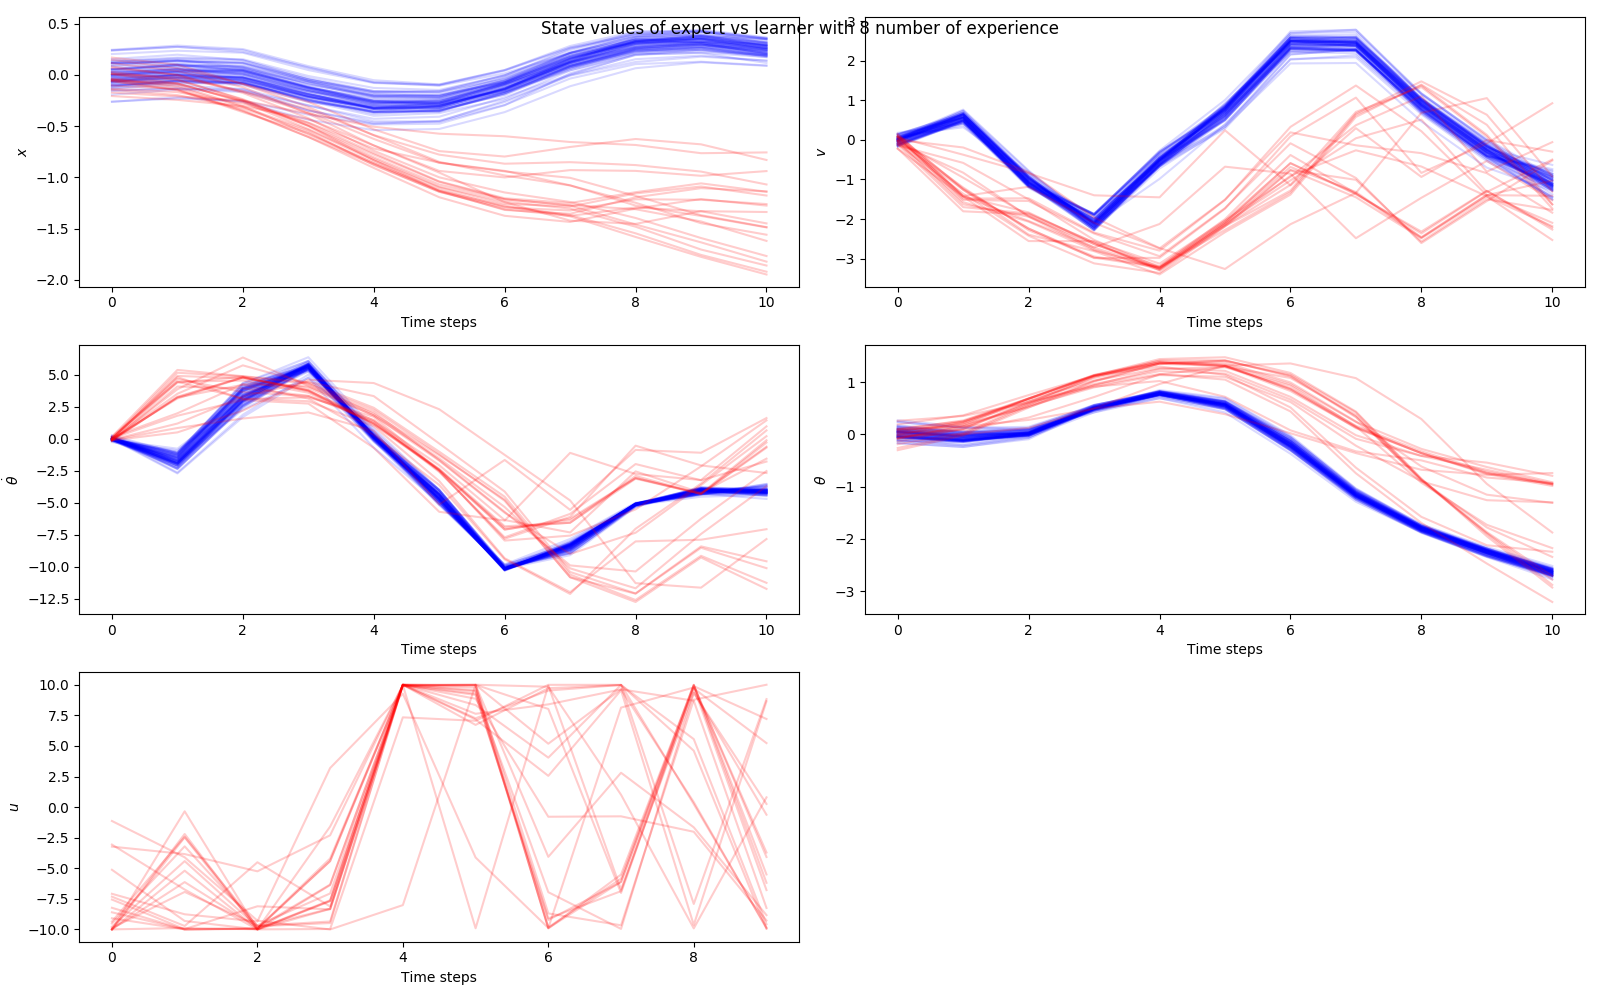 State values of expert vs learner with 8 number of experience
0.5
0.0
−0.5
−1.0
−1.5
−2.0
x
0 2 4 6 8 10
Time steps
3
2
1
0
−1
−2
−3
v
0 2 4 6 8 10
Time steps
5.0
2.5
0.0
−2.5
−5.0
−7.5
−10.0
−12.5
θ̇
0 2 4 6 8 10
Time steps
1
0
−1
−2
−3
θ
0 2 4 6 8 10
Time steps
10.0
7.5
5.0
2.5
0.0
−2.5
−5.0
−7.5
−10.0
u
0 2 4 6 8
Time steps